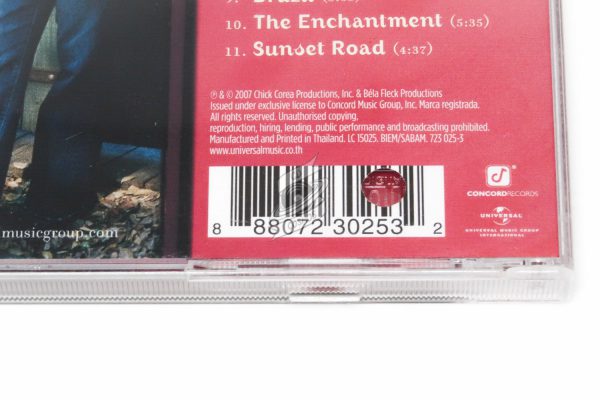 10. The Enchantment (5:35)
11. Sunset Road (4:37)
℗ & © 2007 Chick Corea Productions, Inc. & Béla Fleck Productions
Issued under exclusive license to Concord Music Group, Inc. Marca registrada.
All rights reserved. Unauthorised copying,
reproduction, hiring, lending, public performance and broadcasting prohibited.
Manufactured and Printed in Thailand. LC 15025. BIEM/SABAM. 723 025-3
www.universalmusic.co.th
8 88072 30253 2
CONCORD RECORDS
UNIVERSAL
UNIVERSAL MUSIC GROUP
INTERNATIONAL
musicgroup.com